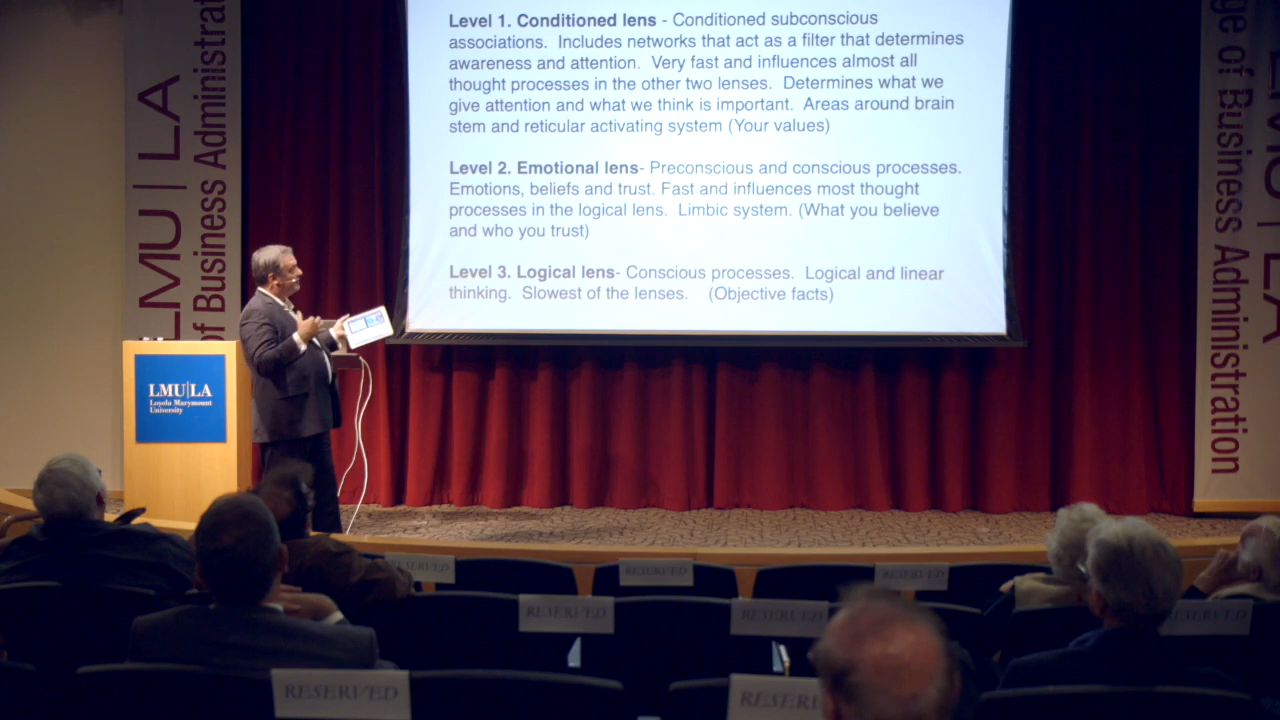 Level 1. Conditioned lens - Conditioned subconscious
associations. Includes networks that act as a filter that determines
awareness and attention. Very fast and influences almost all
thought processes in the other two lenses. Determines what we
give attention and what we think is important. Areas around brain
stem and reticular activating system (Your values)
Level 2. Emotional lens- Preconscious and conscious processes.
Emotions, beliefs and trust. Fast and influences most thought
processes in the logical lens. Limbic system. (What you believe
and who you trust)
Level 3. Logical lens- Conscious processes. Logical and linear
thinking. Slowest of the lenses. (Objective facts)
LMU | LA
of Business Administrat
LMU|LA
Loyola Marymount
University
LMU | LA
ge of Business Administration
RESERVED
RESERVED
RESERVED
RESERVED
RESERVED
RESERVED
RESERVED
RESERV